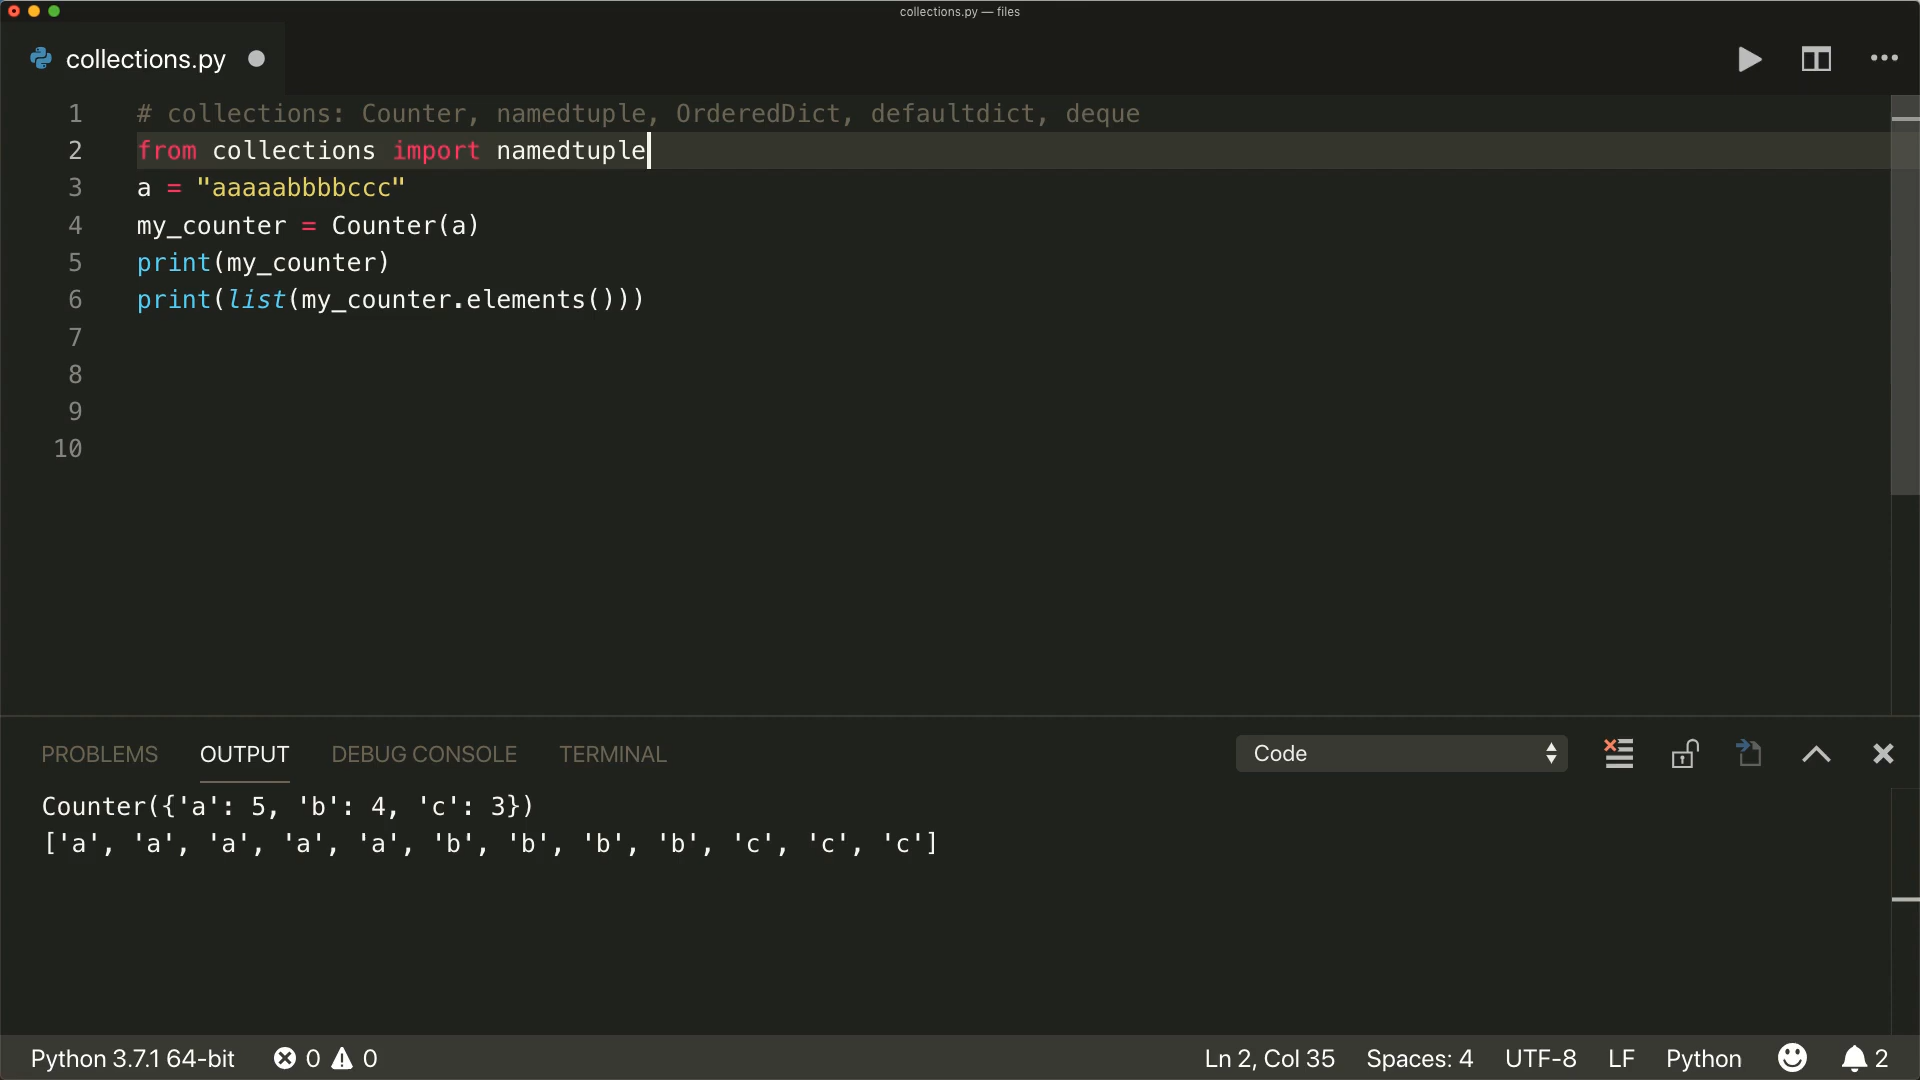 collections.py — files
collections.py
1 # collections: Counter, namedtuple, OrderedDict, defaultdict, deque
2 from collections import namedtuple
3 a = "aaaaabbbbccc"
4 my_counter = Counter(a)
5 print(my_counter)
6 print(list(my_counter.elements()))
7
8
9
10
PROBLEMS OUTPUT DEBUG CONSOLE TERMINAL Code
Counter({'a': 5, 'b': 4, 'c': 3})
['a', 'a', 'a', 'a', 'a', 'b', 'b', 'b', 'b', 'c', 'c', 'c']
Python 3.7.1 64-bit 0 0 Ln 2, Col 35 Spaces: 4 UTF-8 LF Python 2